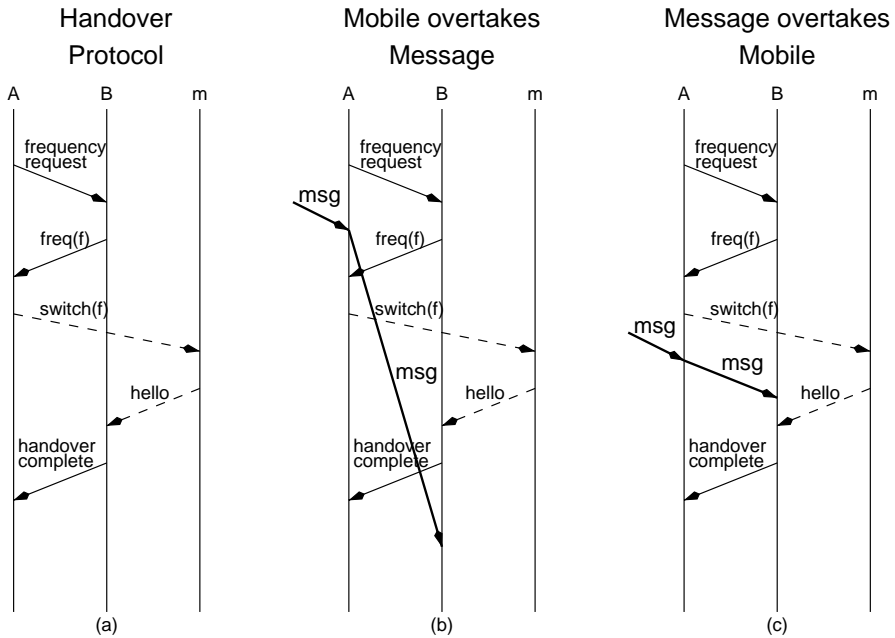 Handover
Protocol
A B m
frequency
request
freq(f)
switch(f)
hello
handover
complete
(a)
Mobile overtakes
Message
A B m
frequency
request
msg
freq(f)
switch(f)
msg
hello
handover
complete
(b)
Message overtakes
Mobile
A B m
frequency
request
freq(f)
switch(f)
msg
msg
hello
handover
complete
(c)